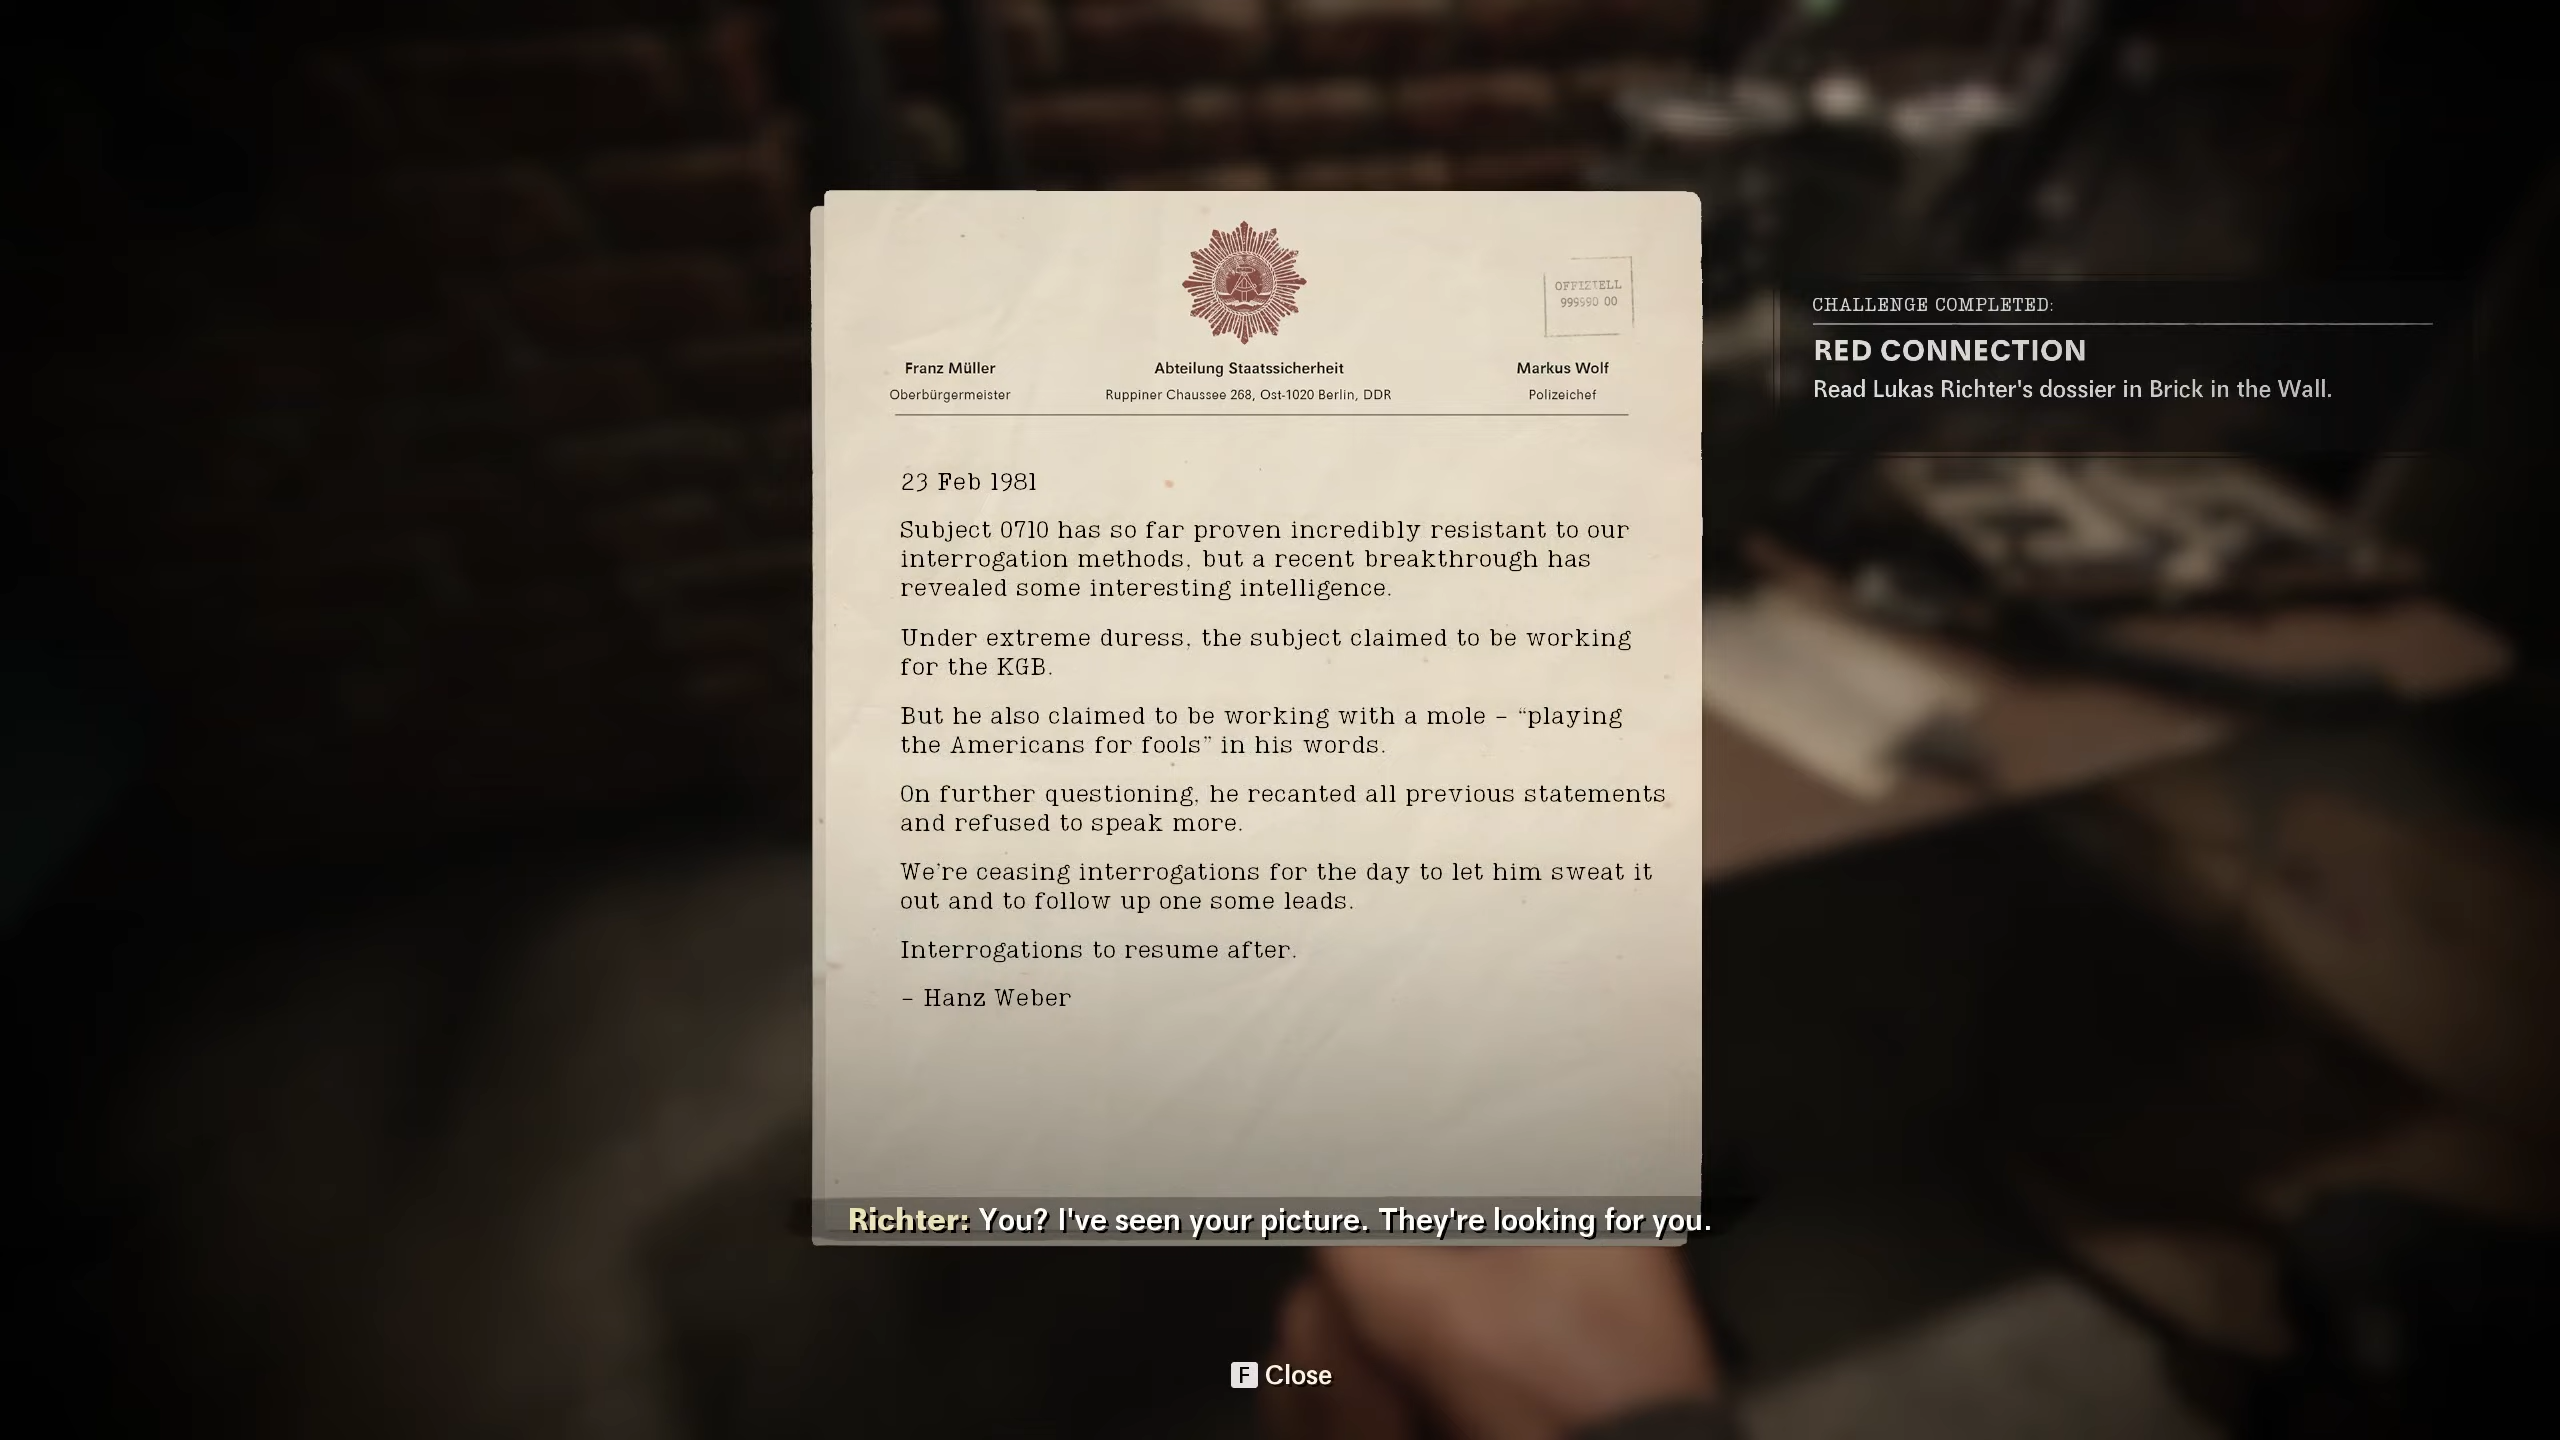 OFFIZIELL
999990 00
Franz Müller
Abteilung Staatssicherheit
Markus Wolf
Oberbürgermeister
Ruppiner Chaussee 268, Ost-1020 Berlin, DDR
Polizeichef
CHALLENGE COMPLETED:
RED CONNECTION
Read Lukas Richter's dossier in Brick in the Wall.
23 Feb 1981
Subject 0710 has so far proven incredibly resistant to our
interrogation methods, but a recent breakthrough has
revealed some interesting intelligence.
Under extreme duress, the subject claimed to be working
for the KGB.
But he also claimed to be working with a mole – “playing
the Americans for fools” in his words.
On further questioning, he recanted all previous statements
and refused to speak more.
We're ceasing interrogations for the day to let him sweat it
out and to follow up one some leads.
Interrogations to resume after.
– Hanz Weber
Richter: You? I've seen your picture. They're looking for you.
F Close